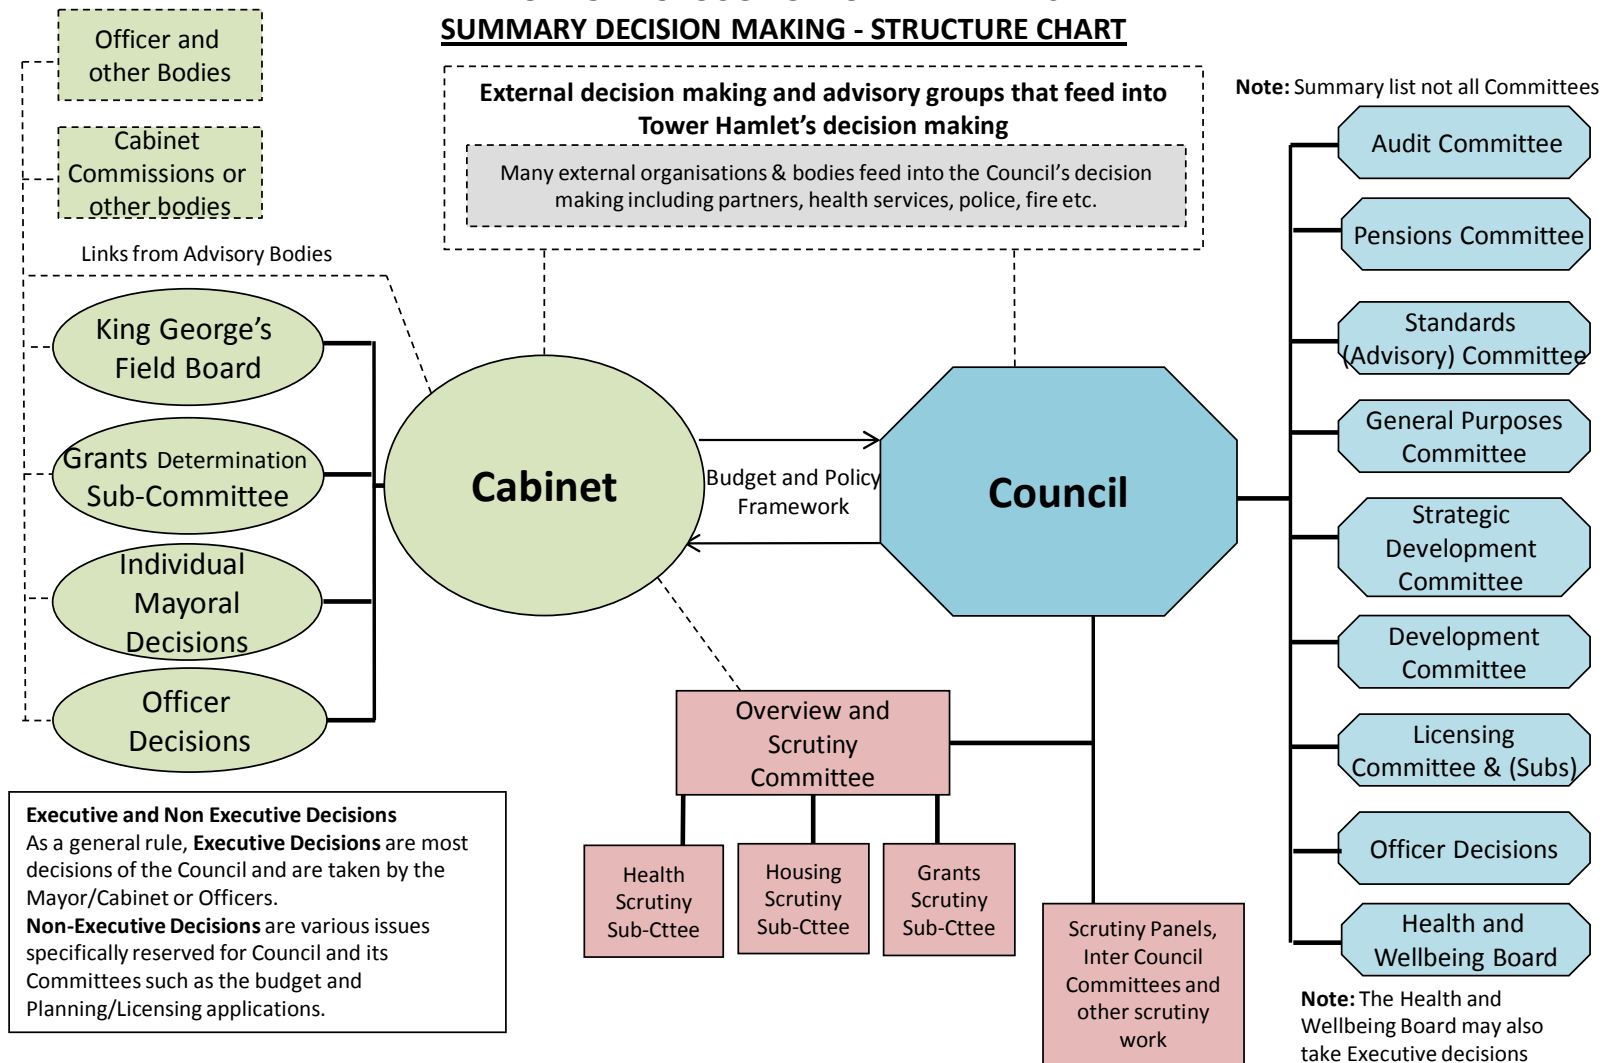 SUMMARY DECISION MAKING - STRUCTURE CHART
Officer and
other Bodies
Cabinet
Commissions or
other bodies
Links from Advisory Bodies
External decision making and advisory groups that feed into
Tower Hamlet's decision making
Many external organisations & bodies feed into the Council's decision
making including partners, health services, police, fire etc.
Note: Summary list not all Committees
King George's
Field Board
Grants Determination
Sub-Committee
Individual
Mayoral
Decisions
Officer
Decisions
Cabinet
Budget and Policy
Framework
Council
Audit Committee
Pensions Committee
Standards
(Advisory) Committee
General Purposes
Committee
Strategic
Development
Committee
Development
Committee
Licensing
Committee & (Subs)
Officer Decisions
Health and
Wellbeing Board
Note: The Health and
Wellbeing Board may also
take Executive decisions
Overview and
Scrutiny
Committee
Health
Scrutiny
Sub-Cttee
Housing
Scrutiny
Sub-Cttee
Grants
Scrutiny
Sub-Cttee
Scrutiny Panels,
Inter Council
Committees and
other scrutiny
work
Executive and Non Executive Decisions
As a general rule, Executive Decisions are most
decisions of the Council and are taken by the
Mayor/Cabinet or Officers.
Non-Executive Decisions are various issues
specifically reserved for Council and its
Committees such as the budget and
Planning/Licensing applications.